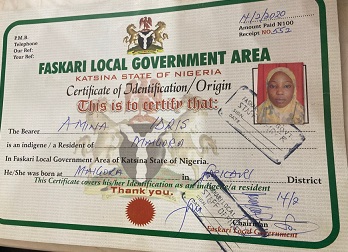 P.M.B.
Telephone
Our Ref:
Your Ref:
14/2/2020
Amount Paid N100
Receipt NO. 552
FASKARI LOCAL GOVERNMENT AREA
KATSINA STATE OF NIGERIA
Certificate of Identification/Origin
This is to certify that:
The Bearer AMINA IDRIS
is an indigene / a Resident of MAIGORA
In Faskari Local Government Area of Katsina State of Nigeria.
He/She was born at MAIGORA in FASKARI District
This Certificate covers his/her Identification as an indigene/a resident
Thank you.
14/2
Chairman
Faskari Local Government